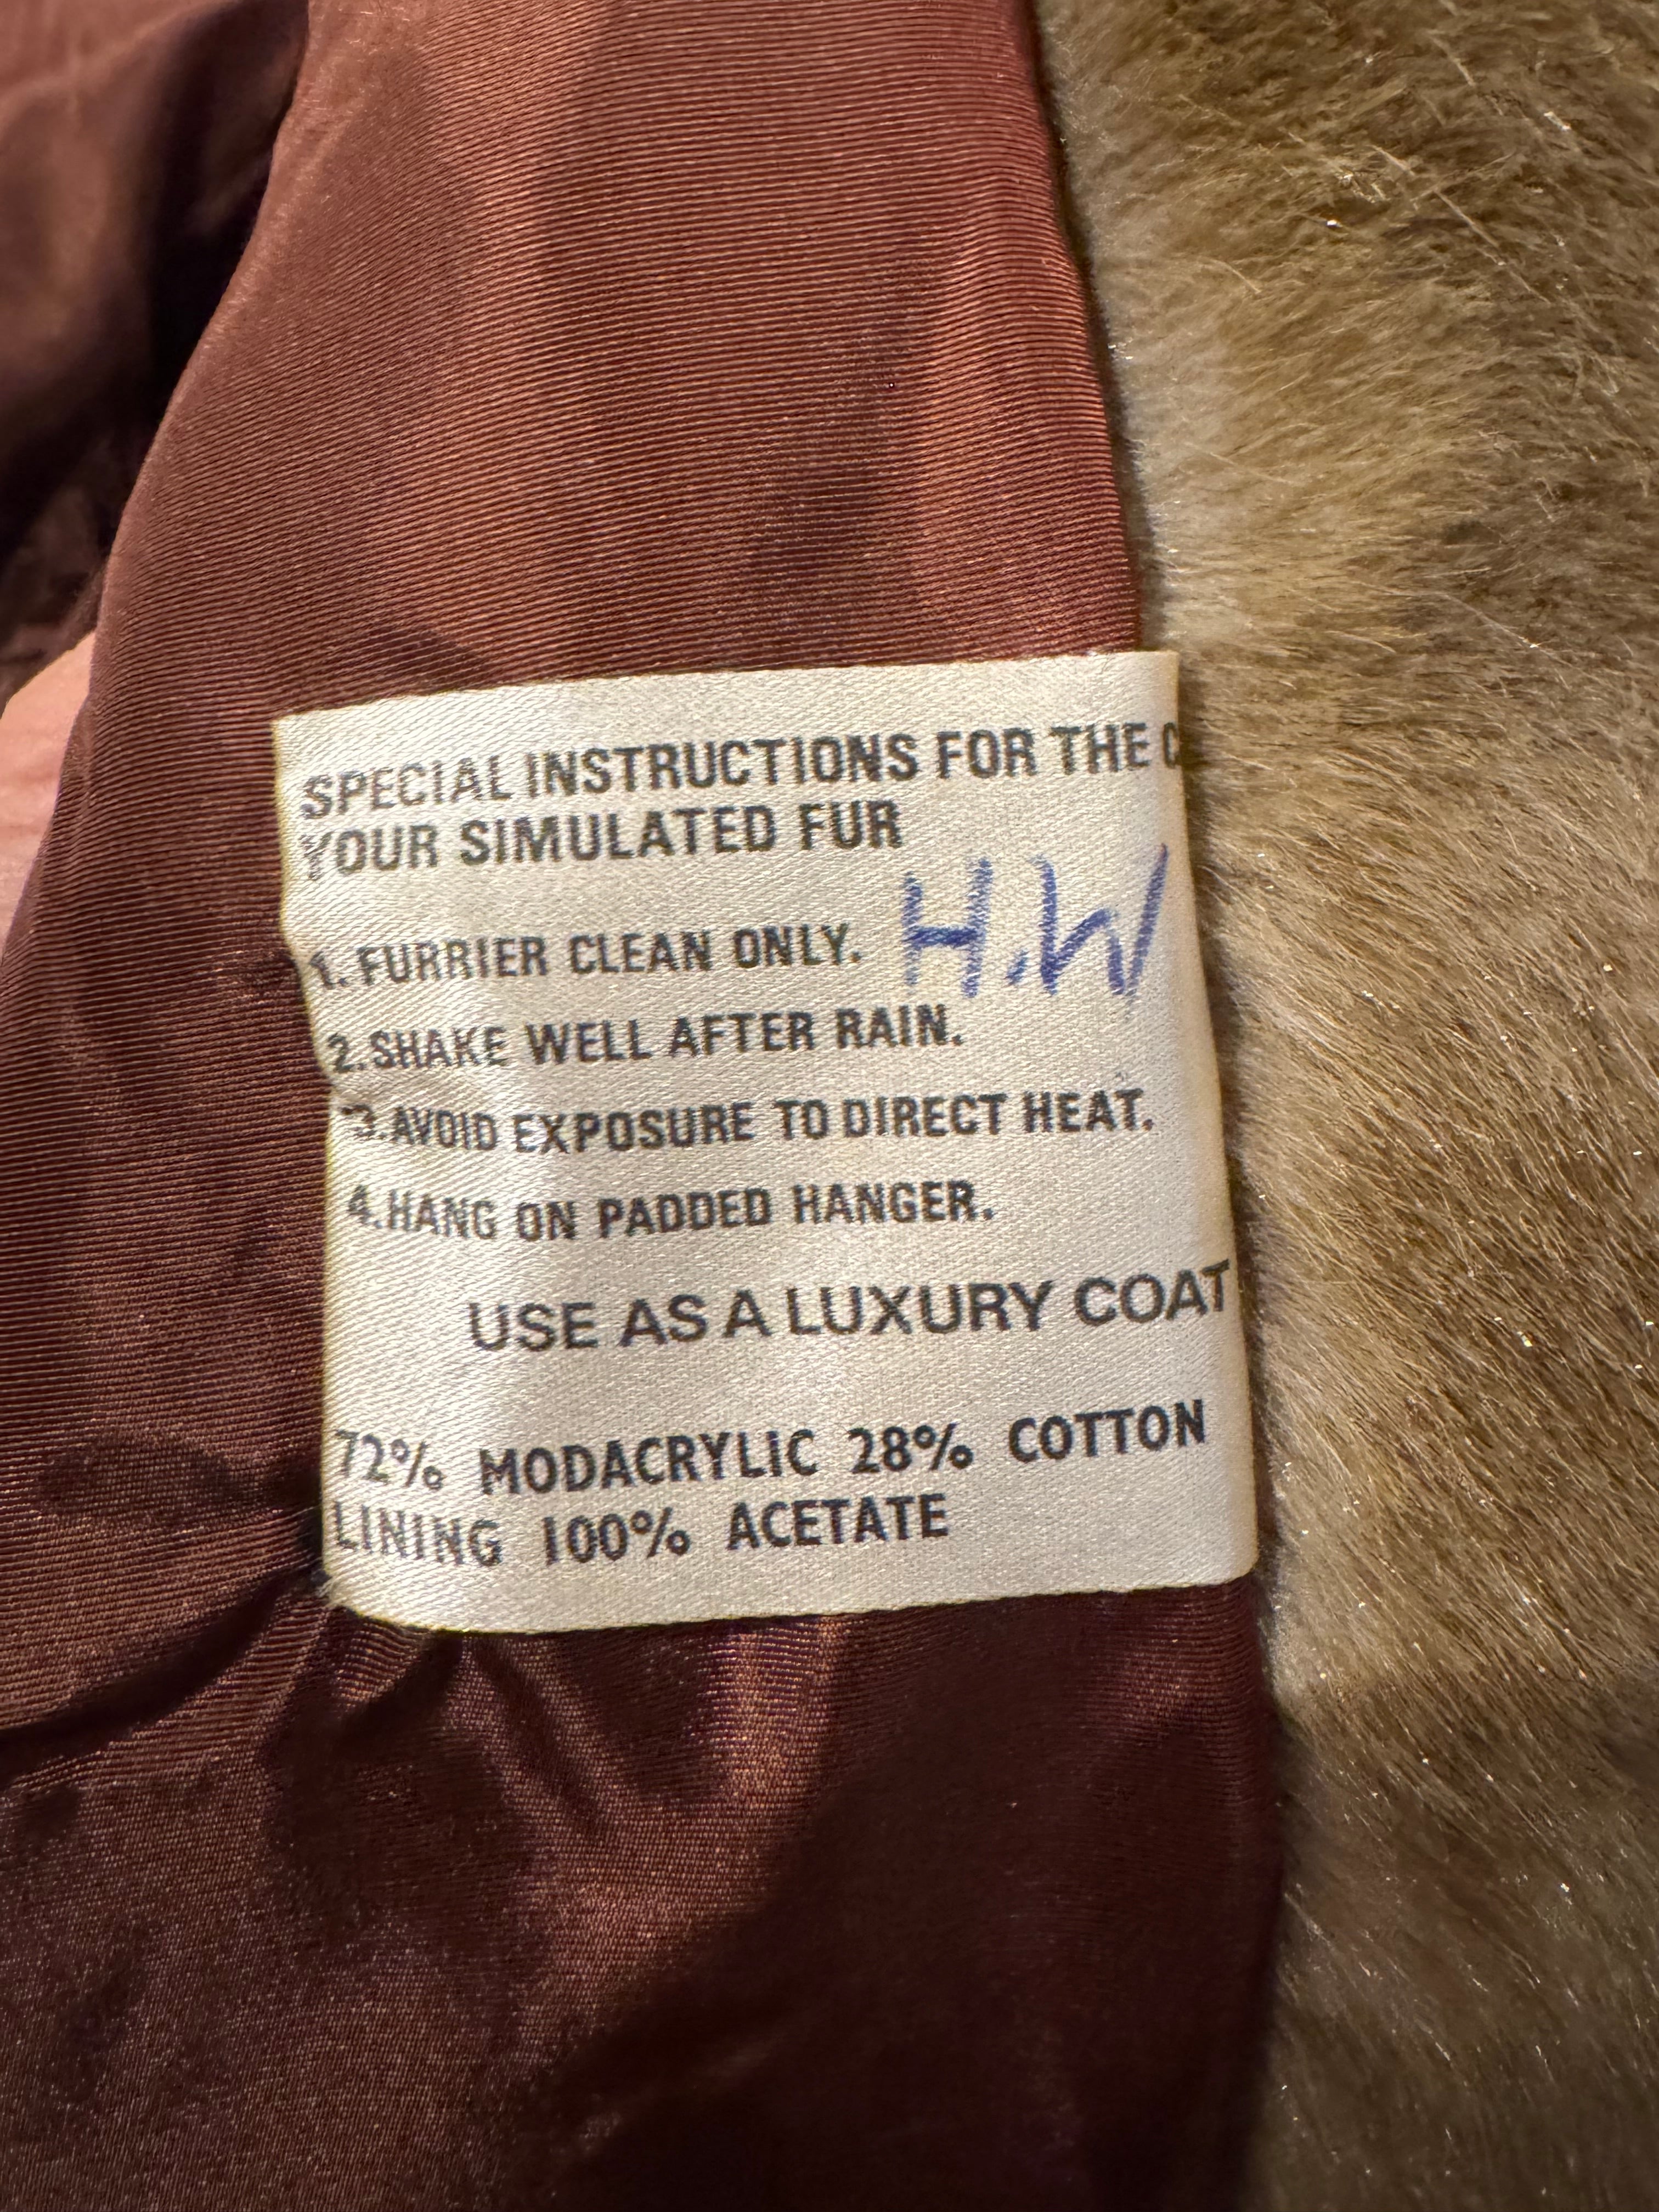 SPECIAL INSTRUCTIONS FOR THE
YOUR SIMULATED FUR
1. FURRIER CLEAN ONLY. H.W
2. SHAKE WELL AFTER RAIN.
3. AVOID EXPOSURE TO DIRECT HEAT.
4. HANG ON PADDED HANGER.
USE AS A LUXURY COAT
72% MODACRYLIC 28% COTTON
LINING 100% ACETATE